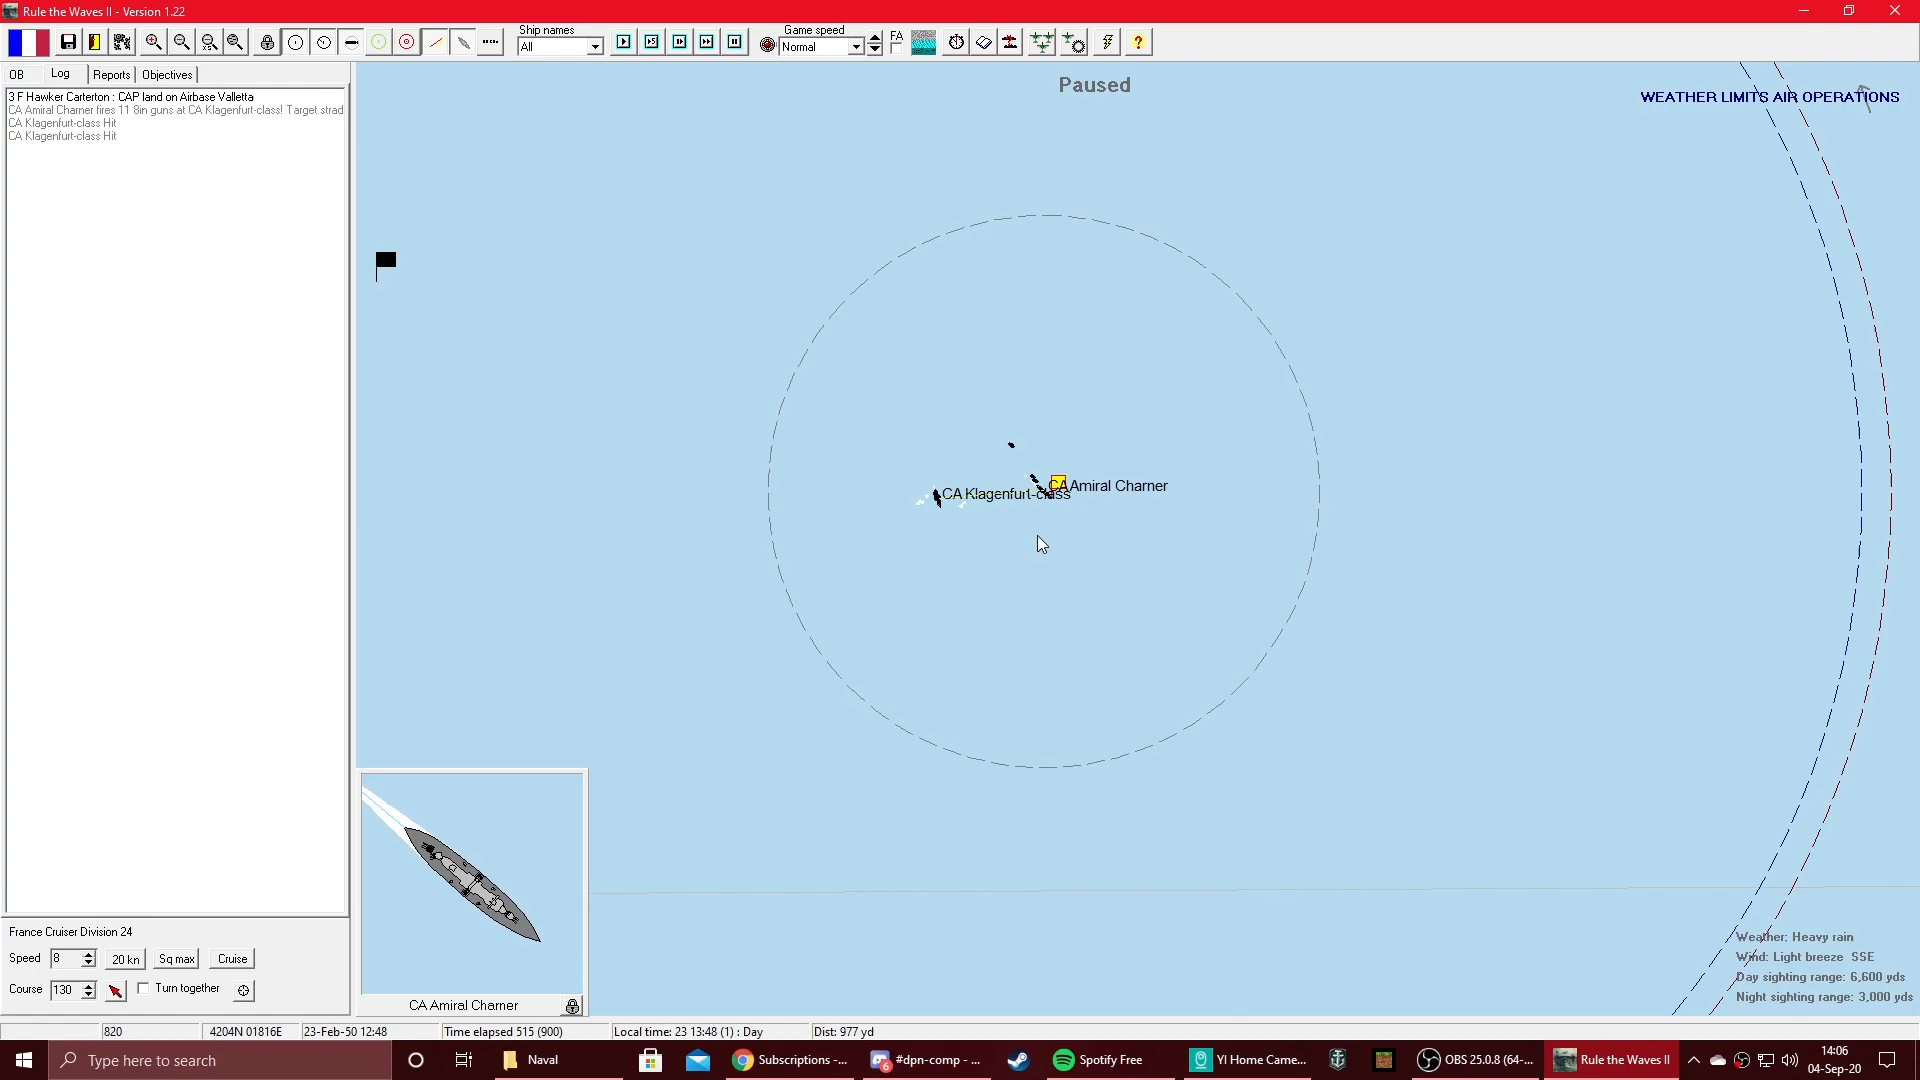 Rule the Waves II - Version 1.22
Ship names
All
Game speed
Normal
FA
OB
Log
Reports
Objectives
3 F Hawker Carterton : CAP land on Airbase Valletta
CA Amiral Charner fires 11 8in guns at CA Klagenfurt-class! Target strad
CA Klagenfurt-class Hit
CA Klagenfurt-class Hit
Paused
WEATHER LIMITS AIR OPERATIONS
CA Amiral Charner
CA Klagenfurt-class
France Cruiser Division 24
Speed 8 20 kn Sq max Cruise
Course 130 Turn together
CA Amiral Charner
Weather: Heavy rain
Wind: Light breeze SSE
Day sighting range: 6,600 yds
Night sighting range: 3,000 yds
820 4204N 01816E 23-Feb-50 12:48 Time elapsed 515 (900) Local time: 23 13:48 (1) : Day Dist: 977 yd
Type here to search
Naval
Subscriptions -...
6
#dpn-comp - ...
Spotify Free
YI Home Came...
OBS 25.0.8 (64-...
Rule the Waves II
14:06
04-Sep-20